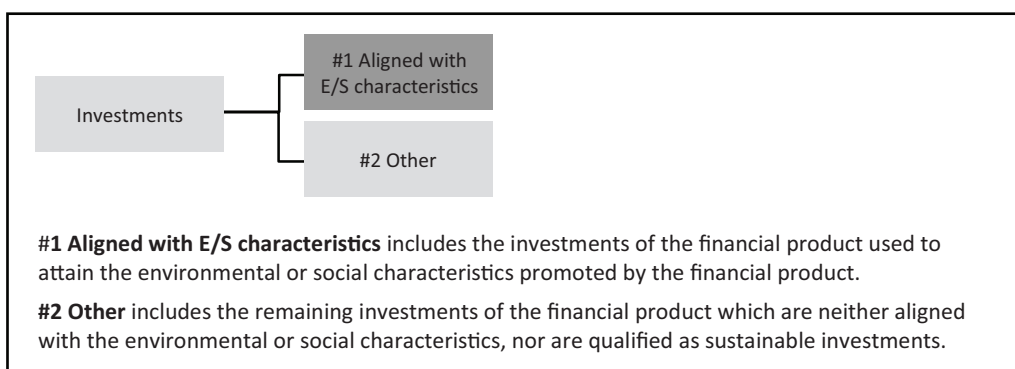 #1 Aligned with
E/S characteristics
Investments
#2 Other
#1 Aligned with E/S characteristics includes the investments of the financial product used to
attain the environmental or social characteristics promoted by the financial product.
#2 Other includes the remaining investments of the financial product which are neither aligned
with the environmental or social characteristics, nor are qualified as sustainable investments.